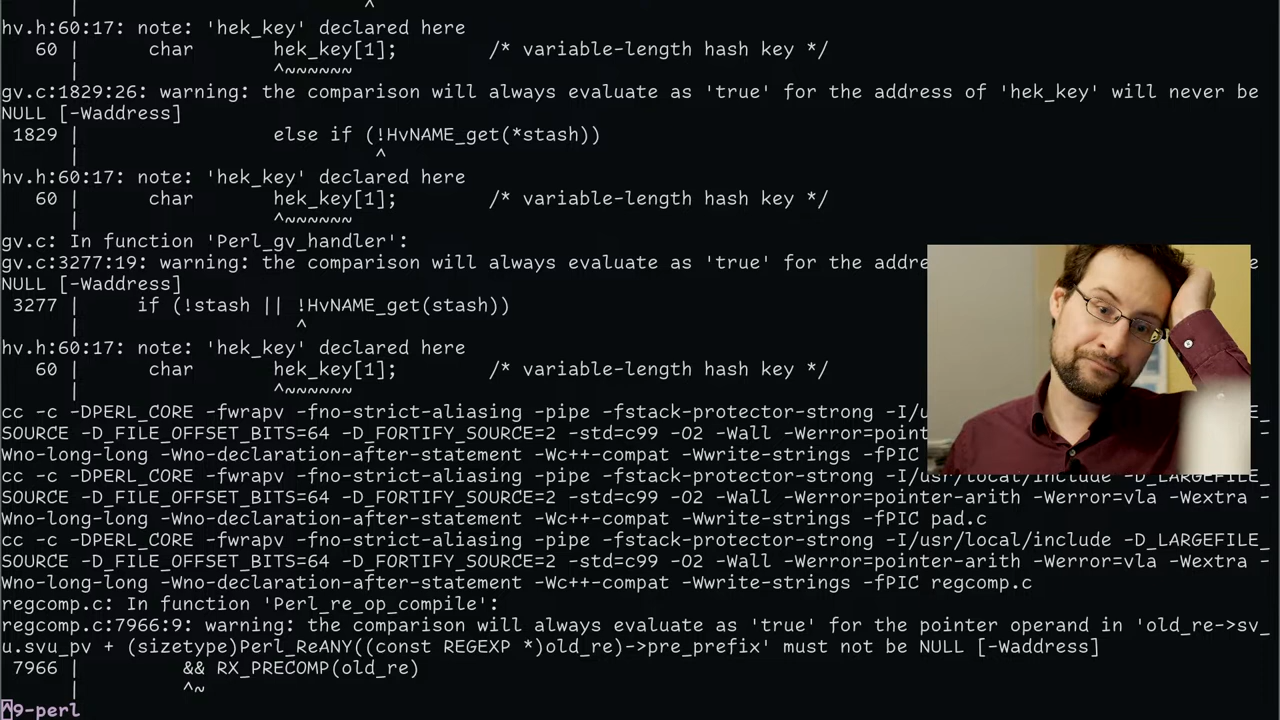 |                               ^
hv.h:60:17: note: 'hek_key' declared here
   60 |        char         hek_key[1];          /* variable-length hash key */
      |                     ^~~~~~~
gv.c:1829:26: warning: the comparison will always evaluate as 'true' for the address of 'hek_key' will never be
NULL [-Waddress]
 1829 |                     else if (!HvNAME_get(*stash))
      |                                ^
hv.h:60:17: note: 'hek_key' declared here
   60 |        char         hek_key[1];          /* variable-length hash key */
      |                     ^~~~~~~
gv.c: In function 'Perl_gv_handler':
gv.c:3277:19: warning: the comparison will always evaluate as 'true' for the addre
NULL [-Waddress]
 3277 |      if (!stash || !HvNAME_get(stash))
      |                       ^
hv.h:60:17: note: 'hek_key' declared here
   60 |        char         hek_key[1];          /* variable-length hash key */
      |                     ^~~~~~~
cc -c -DPERL_CORE -fwrapv -fno-strict-aliasing -pipe -fstack-protector-strong -I/u
SOURCE -D_FILE_OFFSET_BITS=64 -D_FORTIFY_SOURCE=2 -std=c99 -O2 -Wall -Werror=point
Wno-long-long -Wno-declaration-after-statement -Wc++-compat -Wwrite-strings -fPIC
cc -c -DPERL_CORE -fwrapv -fno-strict-aliasing -pipe -fstack-protector-strong -I/usr/local/include -D_LARGEFILE_
SOURCE -D_FILE_OFFSET_BITS=64 -D_FORTIFY_SOURCE=2 -std=c99 -O2 -Wall -Werror=pointer-arith -Werror=vla -Wextra -
Wno-long-long -Wno-declaration-after-statement -Wc++-compat -Wwrite-strings -fPIC pad.c
cc -c -DPERL_CORE -fwrapv -fno-strict-aliasing -pipe -fstack-protector-strong -I/usr/local/include -D_LARGEFILE_
SOURCE -D_FILE_OFFSET_BITS=64 -D_FORTIFY_SOURCE=2 -std=c99 -O2 -Wall -Werror=pointer-arith -Werror=vla -Wextra -
Wno-long-long -Wno-declaration-after-statement -Wc++-compat -Wwrite-strings -fPIC regcomp.c
regcomp.c: In function 'Perl_re_op_compile':
regcomp.c:7966:9: warning: the comparison will always evaluate as 'true' for the pointer operand in 'old_re->sv_
u.svu_pv + (sizetype)Perl_ReANY((const REGEXP *)old_re)->pre_prefix' must not be NULL [-Waddress]
 7966 |           && RX_PRECOMP(old_re)
      |           ^~
^9-perl